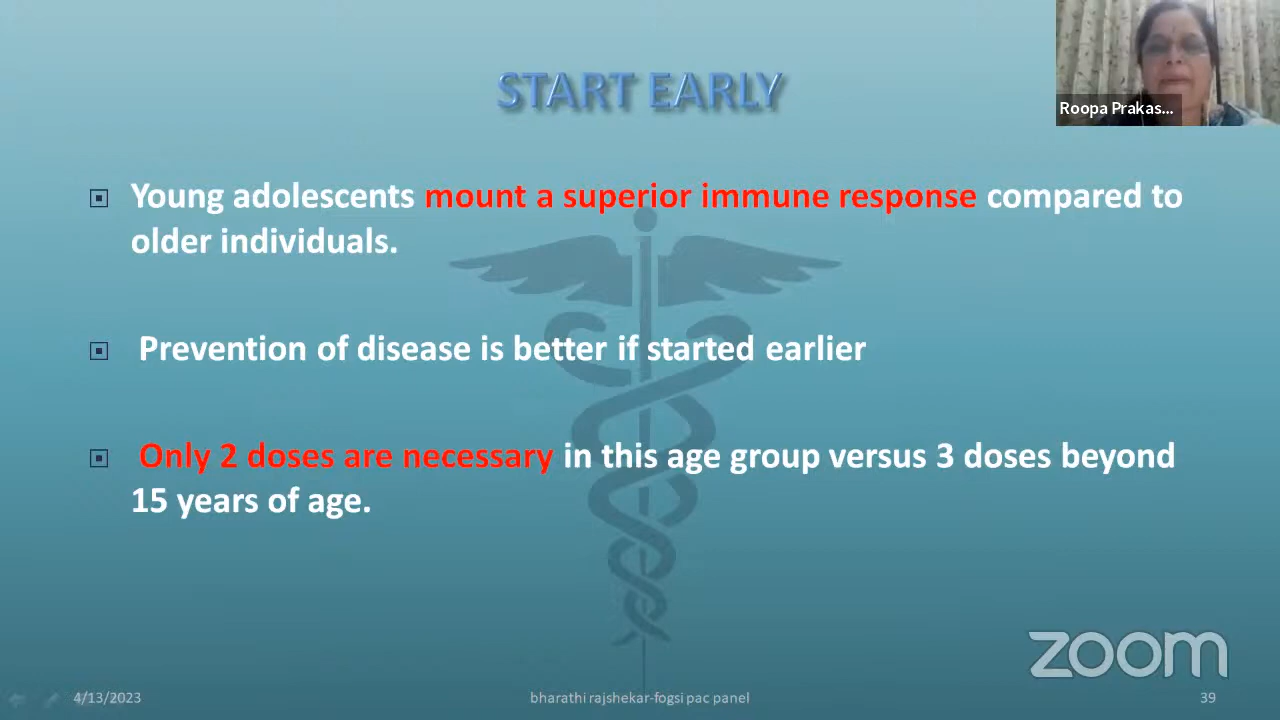 START EARLY
Roopa Prakas...
Young adolescents mount a superior immune response compared to
older individuals.
Prevention of disease is better if started earlier
Only 2 doses are necessary in this age group versus 3 doses beyond
15 years of age.
zoom
4/13/2023
bharathi rajshekar-fogsi pac panel
39